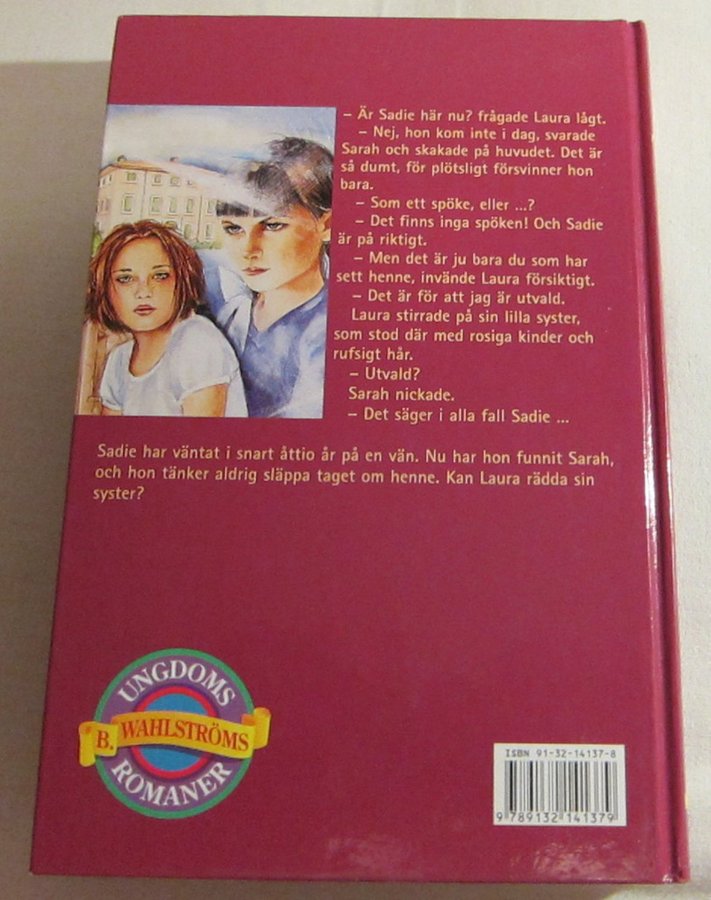 – Är Sadie här nu? frågade Laura lågt.
– Nej, hon kom inte i dag, svarade
Sarah och skakade på huvudet. Det är
så dumt, för plötsligt försvinner hon
bara.
– Som ett spöke, eller ...?
– Det finns inga spöken! Och Sadie
är på riktigt.
– Men det är ju bara du som har
sett henne, invände Laura försiktigt.
– Det är för att jag är utvald.
Laura stirrade på sin lilla syster,
som stod där med rosiga kinder och
rufsigt hår.
– Utvald?
Sarah nickade.
– Det säger i alla fall Sadie ...
Sadie har väntat i snart åttio år på en vän. Nu har hon funnit Sarah,
och hon tänker aldrig släppa taget om henne. Kan Laura rädda sin
syster?
UNGDOMS
B. WAHLSTRÖMS
ROMANER
ISBN 91-32-14137-8
9 789132 141379